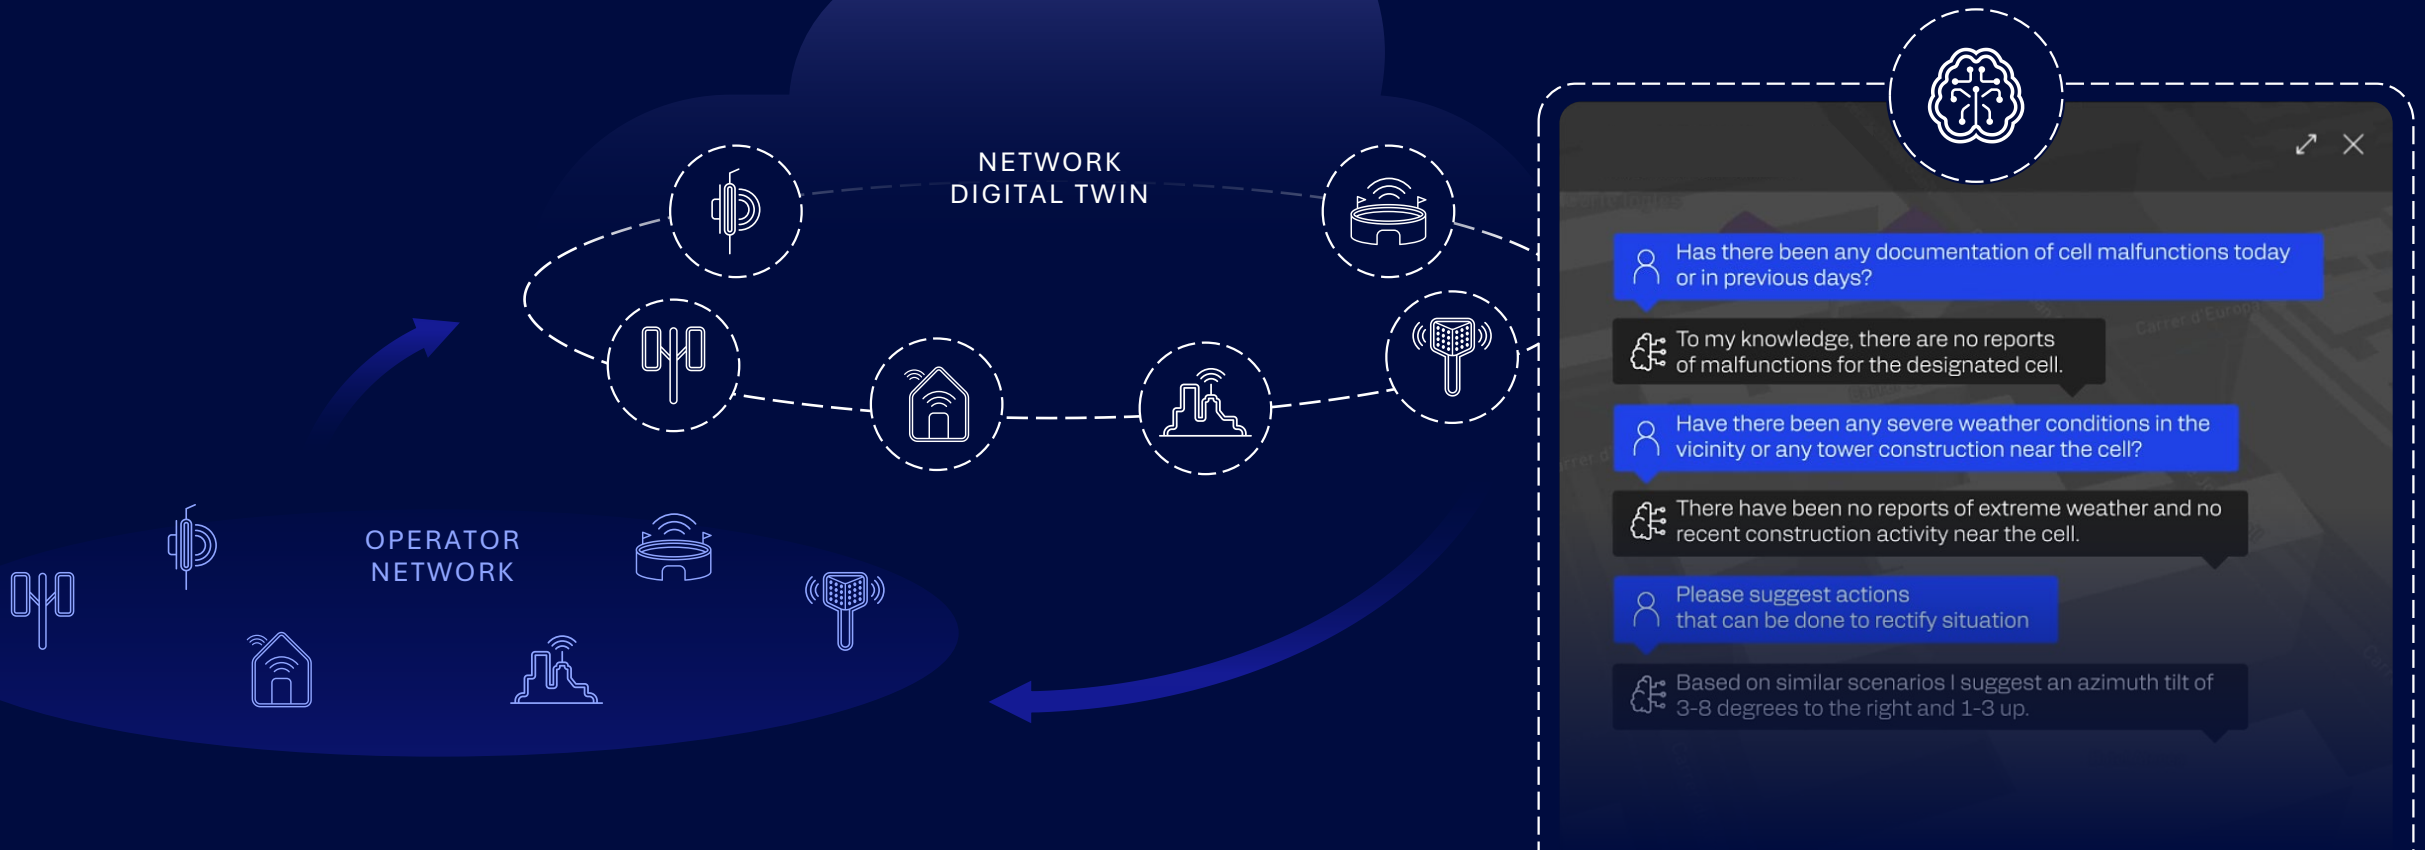 NETWORK
DIGITAL TWIN
OPERATOR
NETWORK
Has there been any documentation of cell malfunctions today
or in previous days?
To my knowledge, there are no reports
of malfunctions for the designated cell.
Have there been any severe weather conditions in the
vicinity or any tower construction near the cell?
There have been no reports of extreme weather and no
recent construction activity near the cell.
Please suggest actions
that can be done to rectify situation
Based on similar scenarios I suggest an azimuth tilt of
3-8 degrees to the right and 1-3 up.